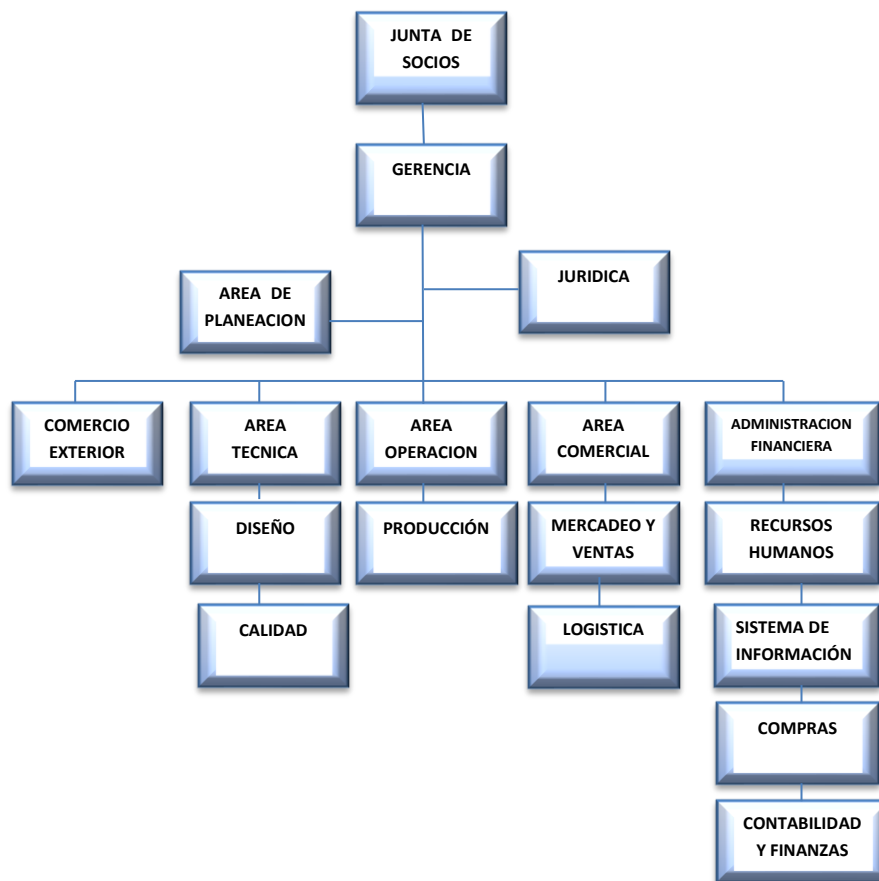 JUNTA DE
SOCIOS
GERENCIA
JURIDICA
AREA DE
PLANEACION
COMERCIO
EXTERIOR
AREA
TECNICA
AREA
OPERACION
AREA
COMERCIAL
ADMINISTRACION
FINANCIERA
DISEÑO
PRODUCCIÓN
MERCADEO Y
VENTAS
RECURSOS
HUMANOS
CALIDAD
LOGISTICA
SISTEMA DE
INFORMACIÓN
COMPRAS
CONTABILIDAD
Y FINANZAS